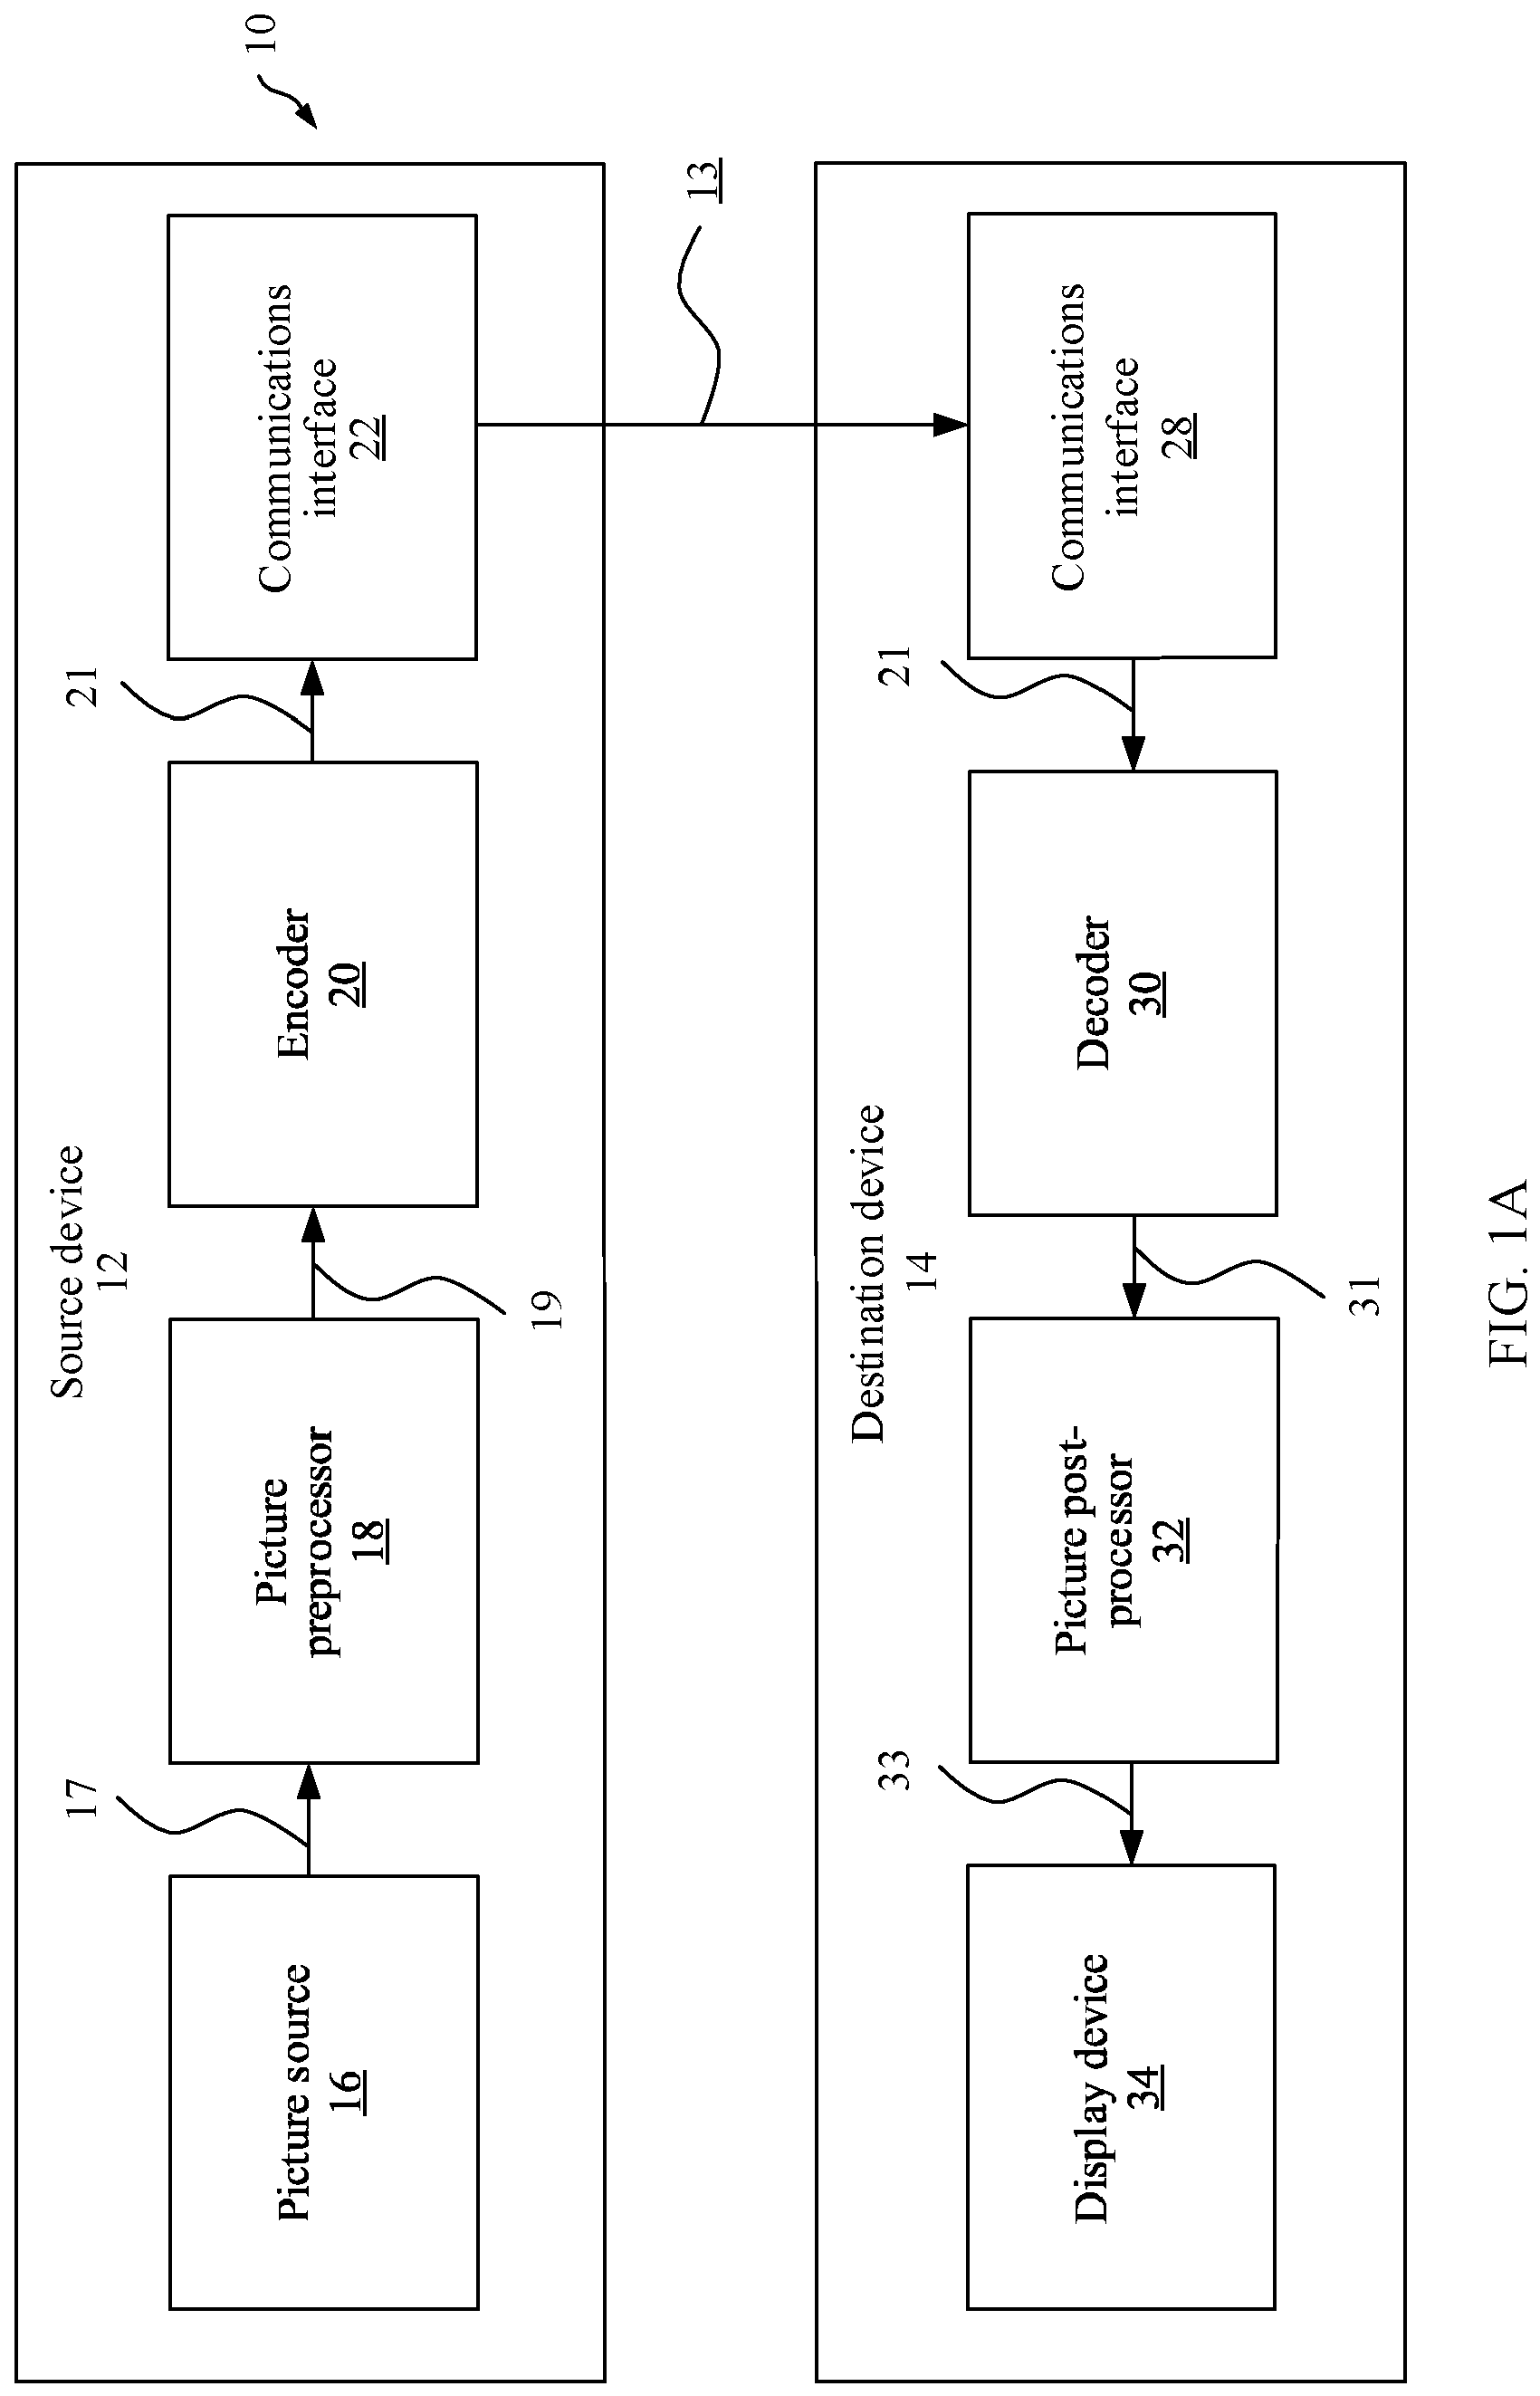 10
Source device
12
Picture source
16
17
Picture
preprocessor
18
19
Encoder
20
21
Communications
interface
22
13
Destination device
14
Communications
interface
28
21
Decoder
30
31
Picture post-
processor
32
33
Display device
34
FIG. 1A